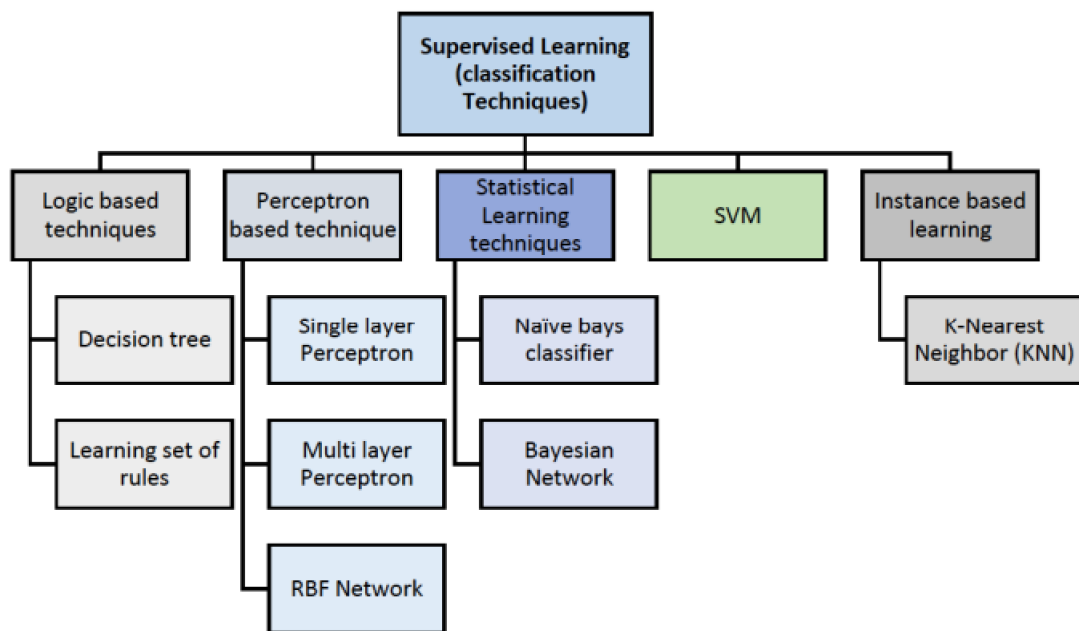 Supervised Learning
(classification
Techniques)
Logic based
techniques
Perceptron
based technique
Statistical
Learning
techniques
SVM
Instance based
learning
Decision tree
Learning set of
rules
Single layer
Perceptron
Multi layer
Perceptron
RBF Network
Naïve bays
classifier
Bayesian
Network
K-Nearest
Neighbor (KNN)